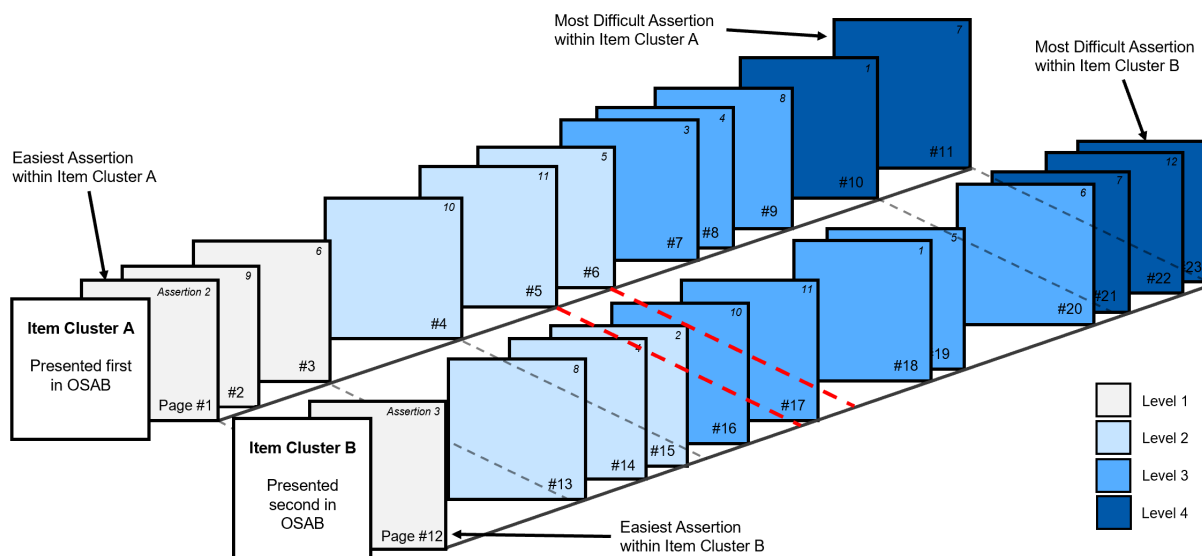 Most Difficult Assertion
within Item Cluster A
Most Difficult Assertion
within Item Cluster B
Easiest Assertion
within Item Cluster A
Item Cluster A
Presented first
in OSAB
Assertion 2
Page #1
9
#2
6
#3
10
#4
11
#5
5
#6
3
#7
4
#8
8
#9
1
#10
7
#11
Item Cluster B
Presented
second in
OSAB
Assertion 3
Page #12
8
#13
4
#14
2
#15
10
#16
11
#17
1
#18
5
#19
6
#20
7
#21
12
#22
#23
Easiest Assertion
within Item Cluster B
Level 1
Level 2
Level 3
Level 4